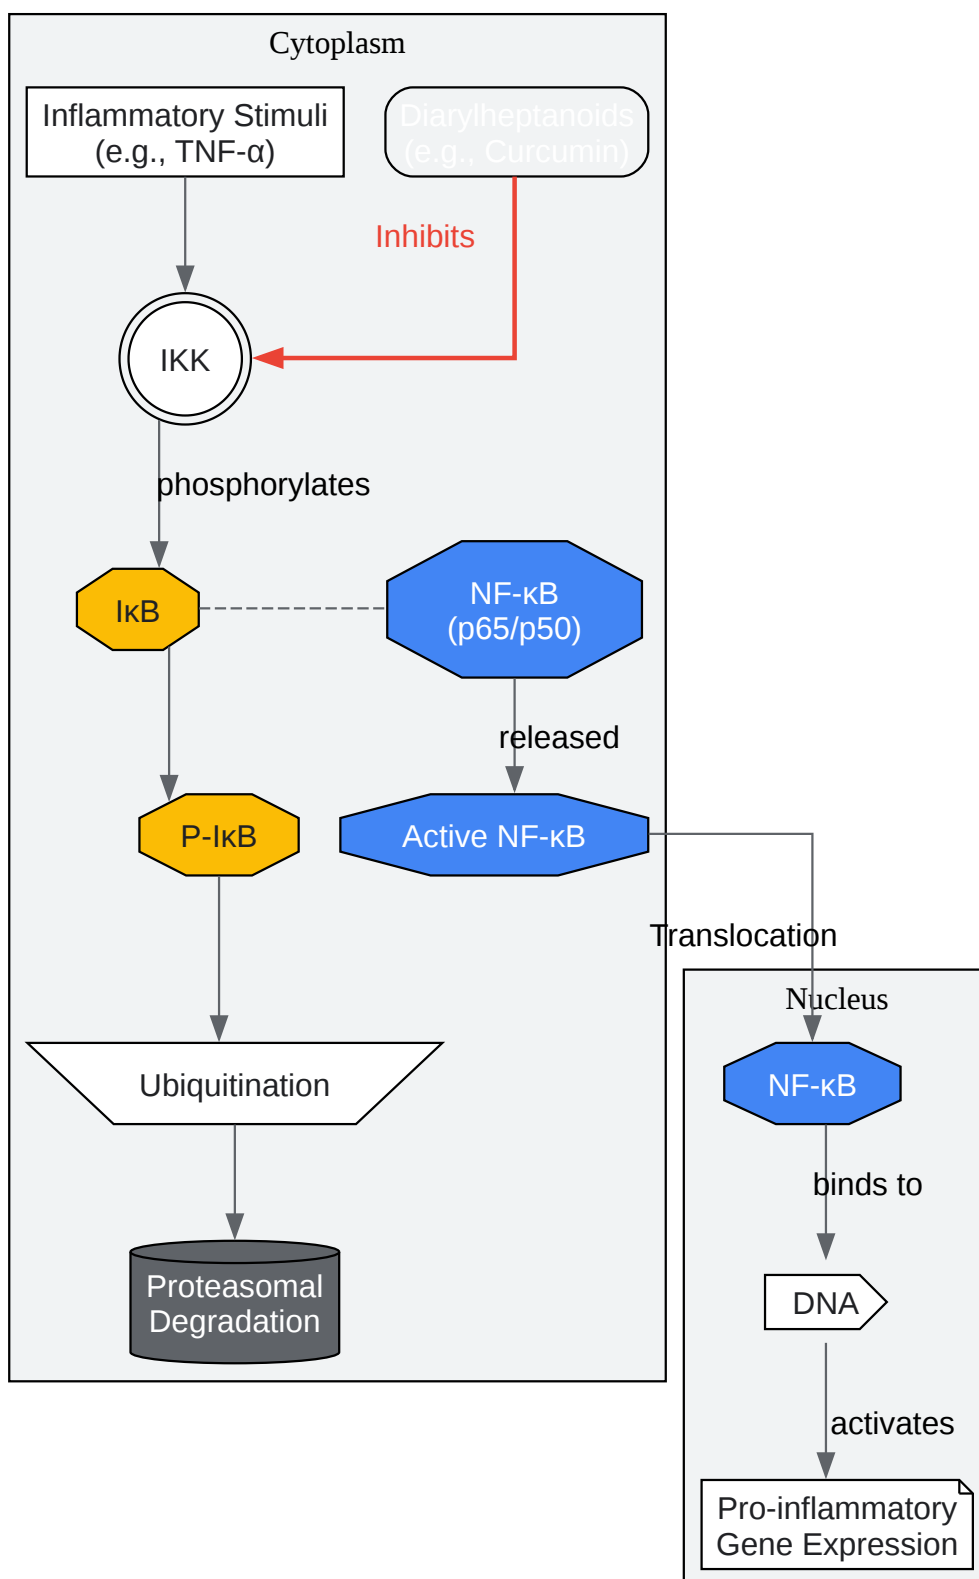 Cytoplasm
Inflammatory Stimuli
(e.g., TNF-α)
Diarylheptanoids
(e.g., Curcumin)
Inhibits
IKK
phosphorylates
IκB
NF-κB
(p65/p50)
released
P-IκB
Active NF-κB
Translocation
Nucleus
Ubiquitination
NF-κB
binds to
Proteasomal
Degradation
DNA
activates
Pro-inflammatory
Gene Expression